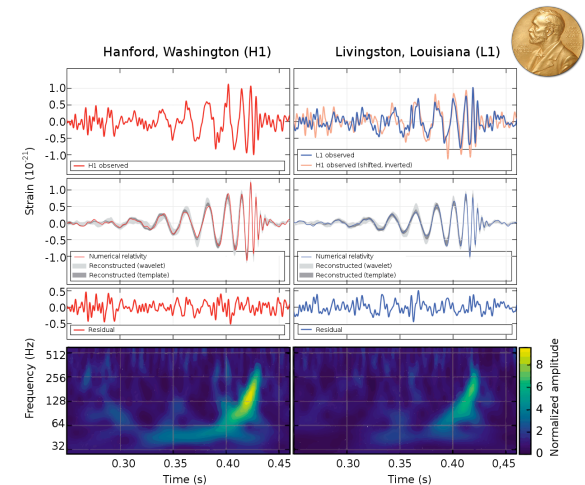 Hanford, Washington (H1)
Livingston, Louisiana (L1)
Strain (10⁻²¹)
1.0
0.5
0.0
-0.5
-1.0
H1 observed
L1 observed
H1 observed (shifted, inverted)
1.0
0.5
0.0
-0.5
-1.0
Numerical relativity
Reconstructed (wavelet)
Reconstructed (template)
Numerical relativity
Reconstructed (wavelet)
Reconstructed (template)
0.5
0.0
-0.5
Residual
Residual
Frequency (Hz)
512
256
128
64
32
0.30
0.35
0.40
0,45
0.30
0.35
0.40
0,45
Time (s)
Time (s)
8
6
4
2
0
Normalized amplitude